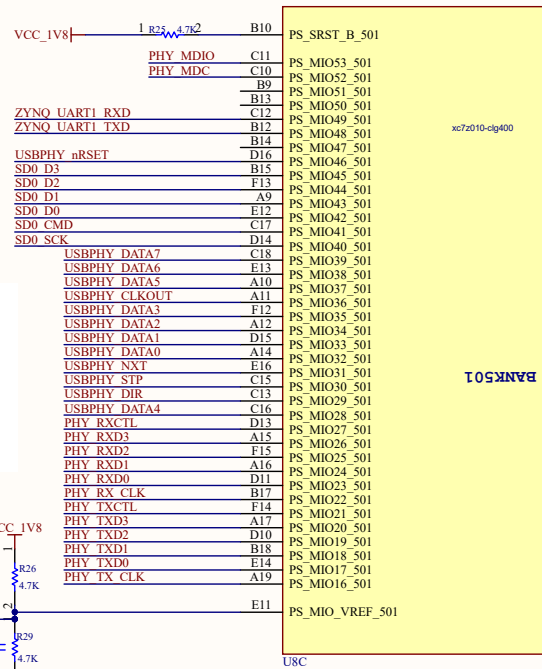 VCC_1V8 1 R25 4.7K 2 B10 PS_SRST_B_501
PHY_MDIO C11 PS_MIO53_501
PHY_MDC C10 PS_MIO52_501
B9 PS_MIO51_501
B13 PS_MIO50_501
ZYNQ_UART1_RXD C12 PS_MIO49_501
ZYNQ_UART1_TXD B12 PS_MIO48_501
xc7z010-clg400
B14 PS_MIO47_501
USBPHY_nRSET D16 PS_MIO46_501
SD0_D3 B15 PS_MIO45_501
SD0_D2 F13 PS_MIO44_501
SD0_D1 A9 PS_MIO43_501
SD0_D0 E12 PS_MIO42_501
SD0_CMD C17 PS_MIO41_501
SD0_SCK D14 PS_MIO40_501
USBPHY_DATA7 C18 PS_MIO39_501
USBPHY_DATA6 E13 PS_MIO38_501
USBPHY_DATA5 A10 PS_MIO37_501
USBPHY_CLKOUT A11 PS_MIO36_501
USBPHY_DATA3 F12 PS_MIO35_501
USBPHY_DATA2 A12 PS_MIO34_501
USBPHY_DATA1 D15 PS_MIO33_501
USBPHY_DATA0 A14 PS_MIO32_501
USBPHY_NXT E16 PS_MIO31_501
USBPHY_STP C15 PS_MIO30_501
BANK501
USBPHY_DIR C13 PS_MIO29_501
USBPHY_DATA4 C16 PS_MIO28_501
PHY_RXCTL D13 PS_MIO27_501
PHY_RXD3 A15 PS_MIO26_501
PHY_RXD2 F15 PS_MIO25_501
PHY_RXD1 A16 PS_MIO24_501
PHY_RXD0 D11 PS_MIO23_501
PHY_RX_CLK B17 PS_MIO22_501
PHY_TXCTL F14 PS_MIO21_501
PHY_TXD3 A17 PS_MIO20_501
PHY_TXD2 D10 PS_MIO19_501
PHY_TXD1 B18 PS_MIO18_501
PHY_TXD0 E14 PS_MIO17_501
PHY_TX_CLK A19 PS_MIO16_501
CC_1V8
1
R26
4.7K
2
E11 PS_MIO_VREF_501
R29
4.7K
U8C